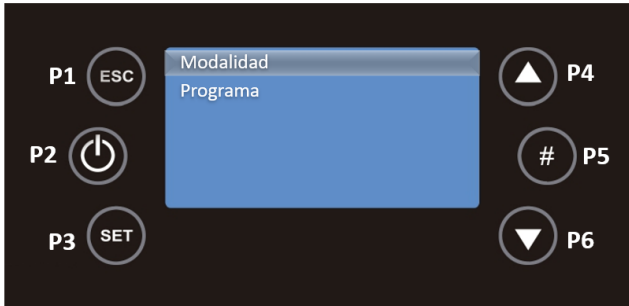 P1 ESC
Modalidad
Programa
P4
P2
# P5
P3 SET
P6